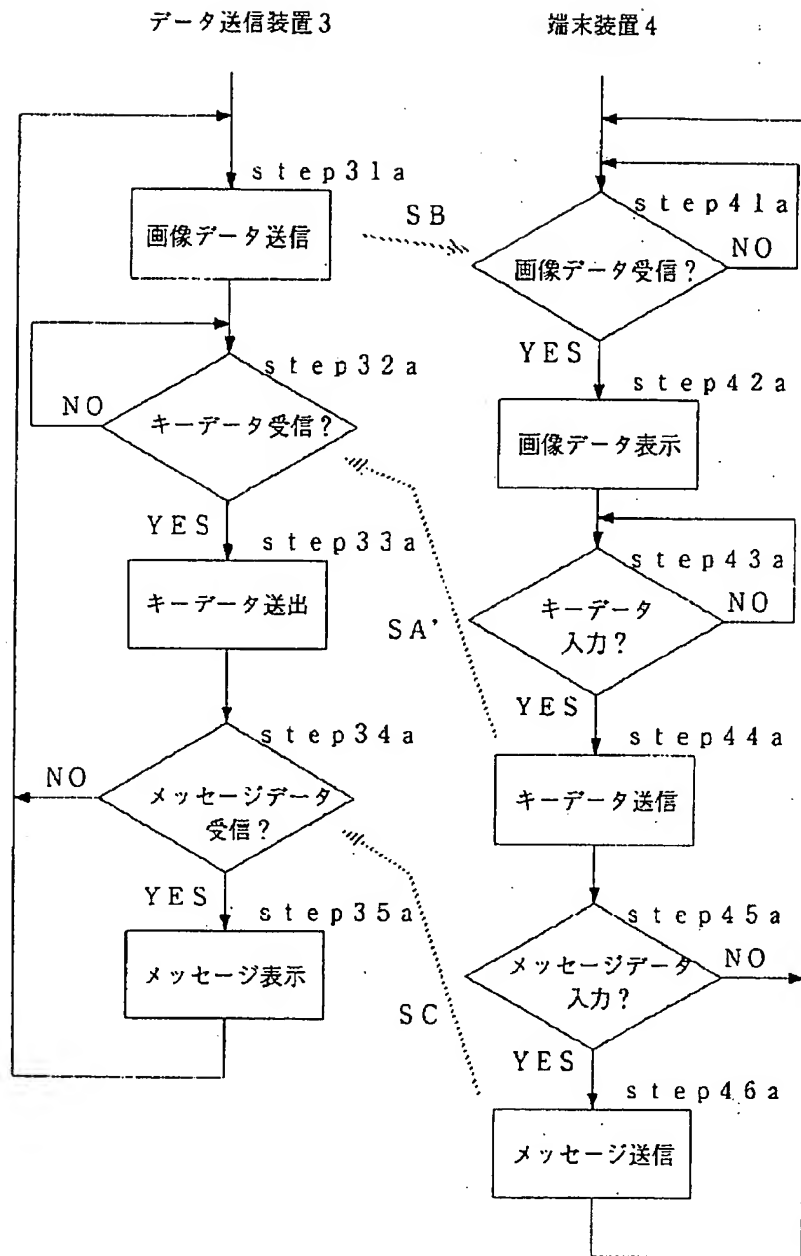 データ送信装置3
端末装置4
step31a
画像データ送信
SB
step41a
画像データ受信?
NO
YES
step32a
キーデータ受信?
NO
YES
step42a
画像データ表示
step33a
キーデータ送出
SA'
step43a
キーデータ
入力?
NO
YES
step34a
メッセージデータ
受信?
NO
YES
step44a
キーデータ送信
step35a
メッセージ表示
SC
step45a
メッセージデータ
入力?
NO
YES
step46a
メッセージ送信